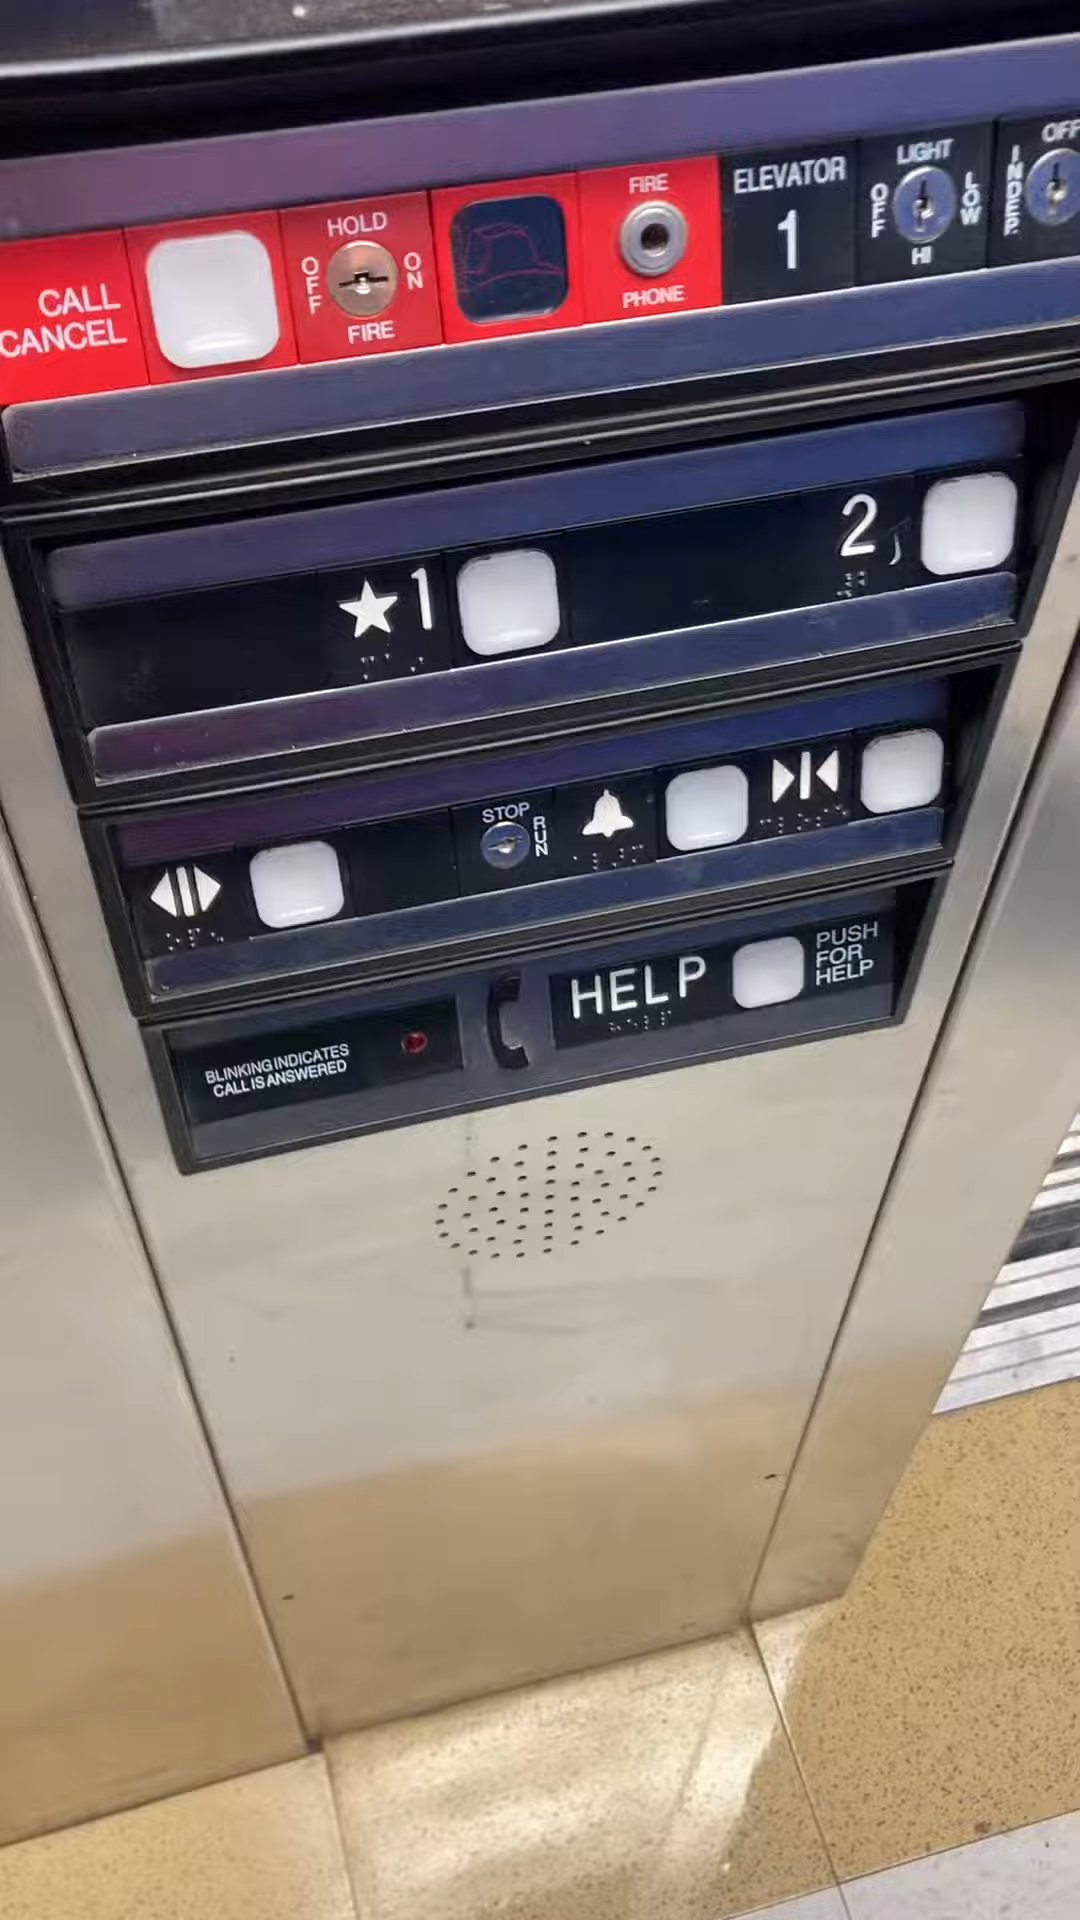 CALL
CANCEL
HOLD
OFF
ON
FIRE
FIRE
PHONE
ELEVATOR
1
LIGHT
OFF
LOW
HI
OFF
INDEP.
★1
2
STOP
RUN
HELP
PUSH
FOR
HELP
BLINKING INDICATES
CALL IS ANSWERED